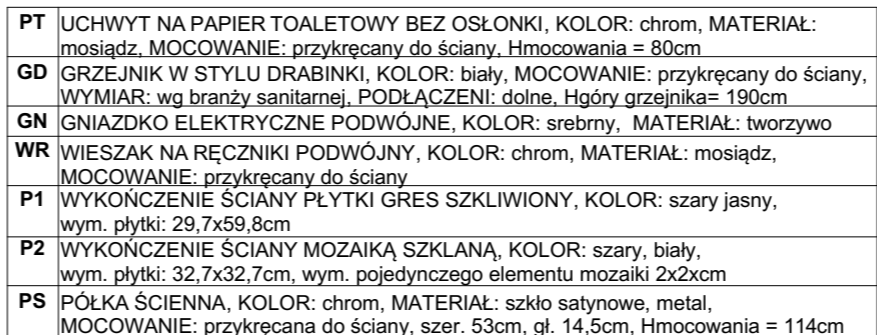 PT UCHWYT NA PAPIER TOALETOWY BEZ OSŁONKI, KOLOR: chrom, MATERIAŁ:
mosiądz, MOCOWANIE: przykręcany do ściany, Hmocowania = 80cm
GD GRZEJNIK W STYLU DRABINKI, KOLOR: biały, MOCOWANIE: przykręcany do ściany,
WYMIAR: wg branży sanitarnej, PODŁĄCZENI: dolne, Hgóry grzejnika= 190cm
GN GNIAZDKO ELEKTRYCZNE PODWÓJNE, KOLOR: srebrny, MATERIAŁ: tworzywo
WR WIESZAK NA RĘCZNIKI PODWÓJNY, KOLOR: chrom, MATERIAŁ: mosiądz,
MOCOWANIE: przykręcany do ściany
P1 WYKOŃCZENIE ŚCIANY PŁYTKI GRES SZKLIWIONY, KOLOR: szary jasny,
wym. płytki: 29,7x59,8cm
P2 WYKOŃCZENIE ŚCIANY MOZAIKĄ SZKLANĄ, KOLOR: szary, biały,
wym. płytki: 32,7x32,7cm, wym. pojedynczego elementu mozaiki 2x2xcm
PS PÓŁKA ŚCIENNA, KOLOR: chrom, MATERIAŁ: szkło satynowe, metal,
MOCOWANIE: przykręcana do ściany, szer. 53cm, gł. 14,5cm, Hmocowania = 114cm